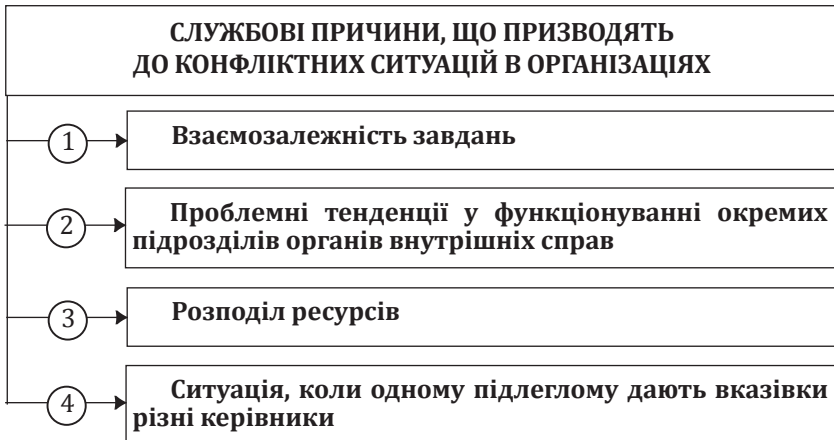 СЛУЖБОВІ ПРИЧИНИ, ЩО ПРИЗВОДЯТЬ
ДО КОНФЛІКТНИХ СИТУАЦІЙ В ОРГАНІЗАЦІЯХ
1 Взаємозалежність завдань
2 Проблемні тенденції у функціонуванні окремих
підрозділів органів внутрішніх справ
3 Розподіл ресурсів
4 Ситуація, коли одному підлеглому дають вказівки
різні керівники